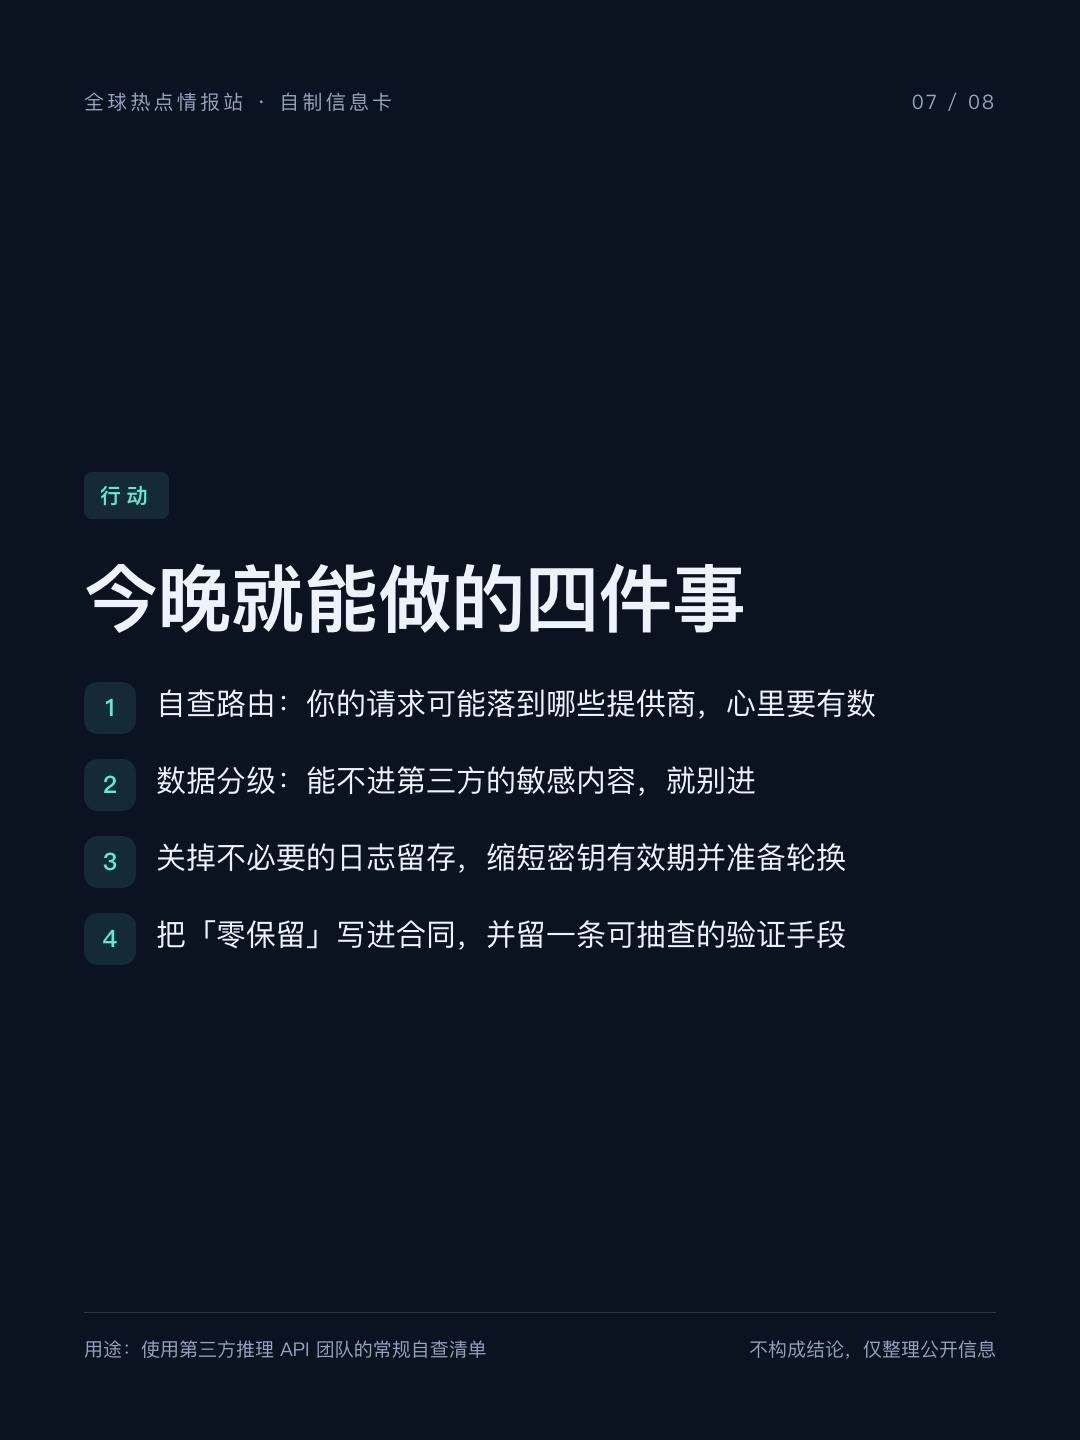 全球热点情报站 · 自制信息卡
07 / 08
行动
今晚就能做的四件事
1 自查路由：你的请求可能落到哪些提供商，心里要有数
2 数据分级：能不进第三方的敏感内容，就别进
3 关掉不必要的日志留存，缩短密钥有效期并准备轮换
4 把「零保留」写进合同，并留一条可抽查的验证手段
用途：使用第三方推理 API 团队的常规自查清单
不构成结论，仅整理公开信息